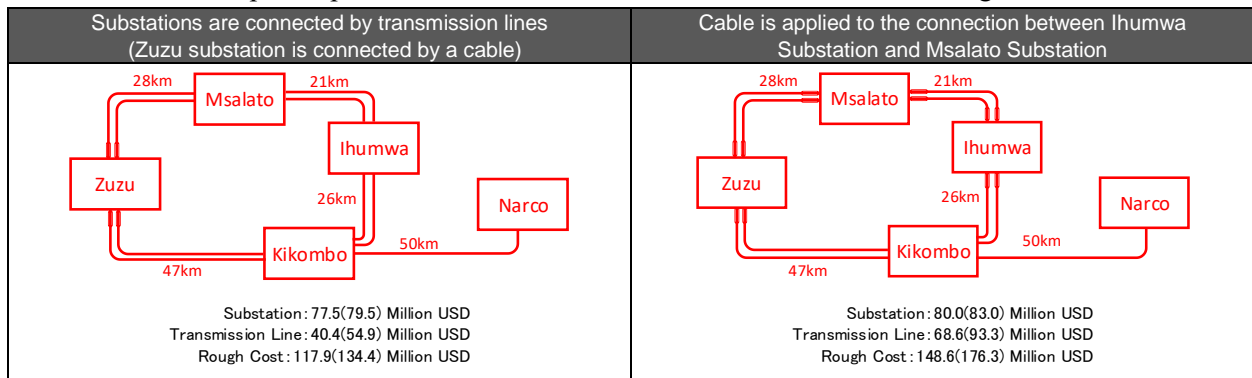 Substations are connected by transmission lines
(Zuzu substation is connected by a cable)
28km
Msalato
21km
Ihumwa
Zuzu
26km
Narco
Kikombo
50km
47km
Substation: 77.5(79.5) Million USD
Transmission Line: 40.4(54.9) Million USD
Rough Cost: 117.9(134.4) Million USD
Cable is applied to the connection between Ihumwa
Substation and Msalato Substation
28km
Msalato
21km
Ihumwa
Zuzu
26km
Narco
Kikombo
50km
47km
Substation: 80.0(83.0) Million USD
Transmission Line: 68.6(93.3) Million USD
Rough Cost: 148.6(176.3) Million USD